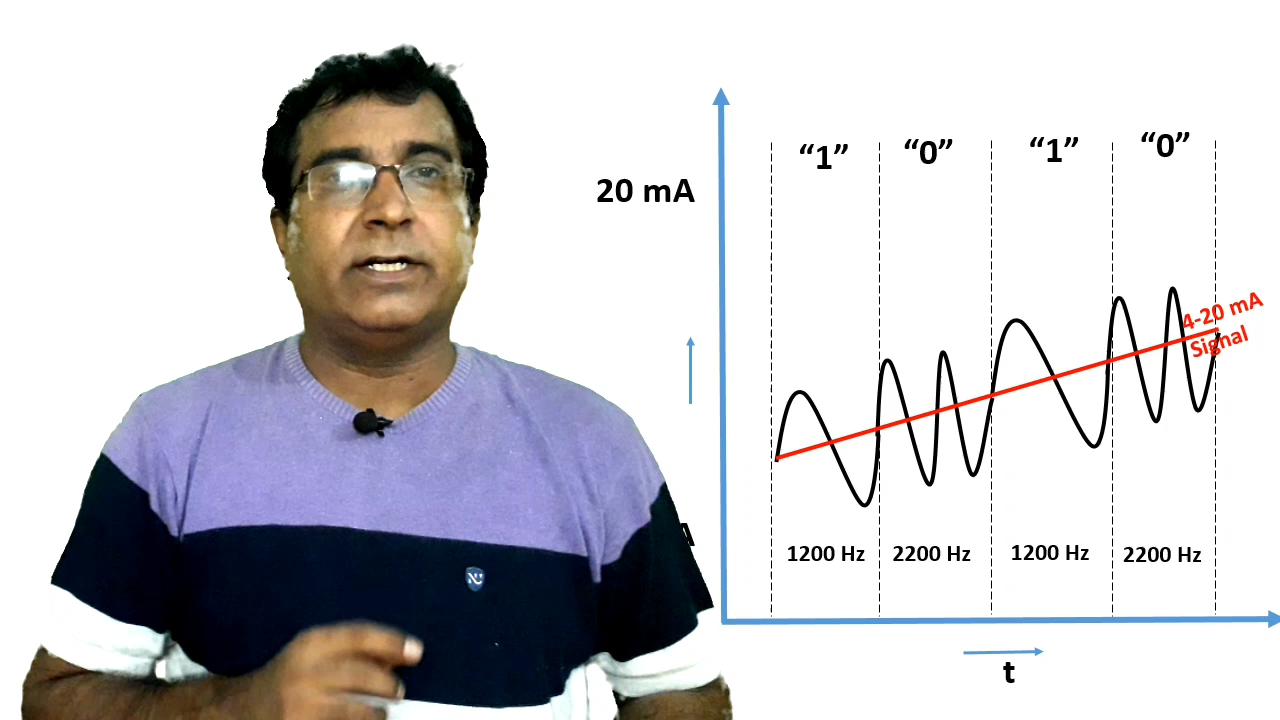 “1” “0” “1” “0”
20 mA
4-20 mA
Signal
1200 Hz 2200 Hz 1200 Hz 2200 Hz
t